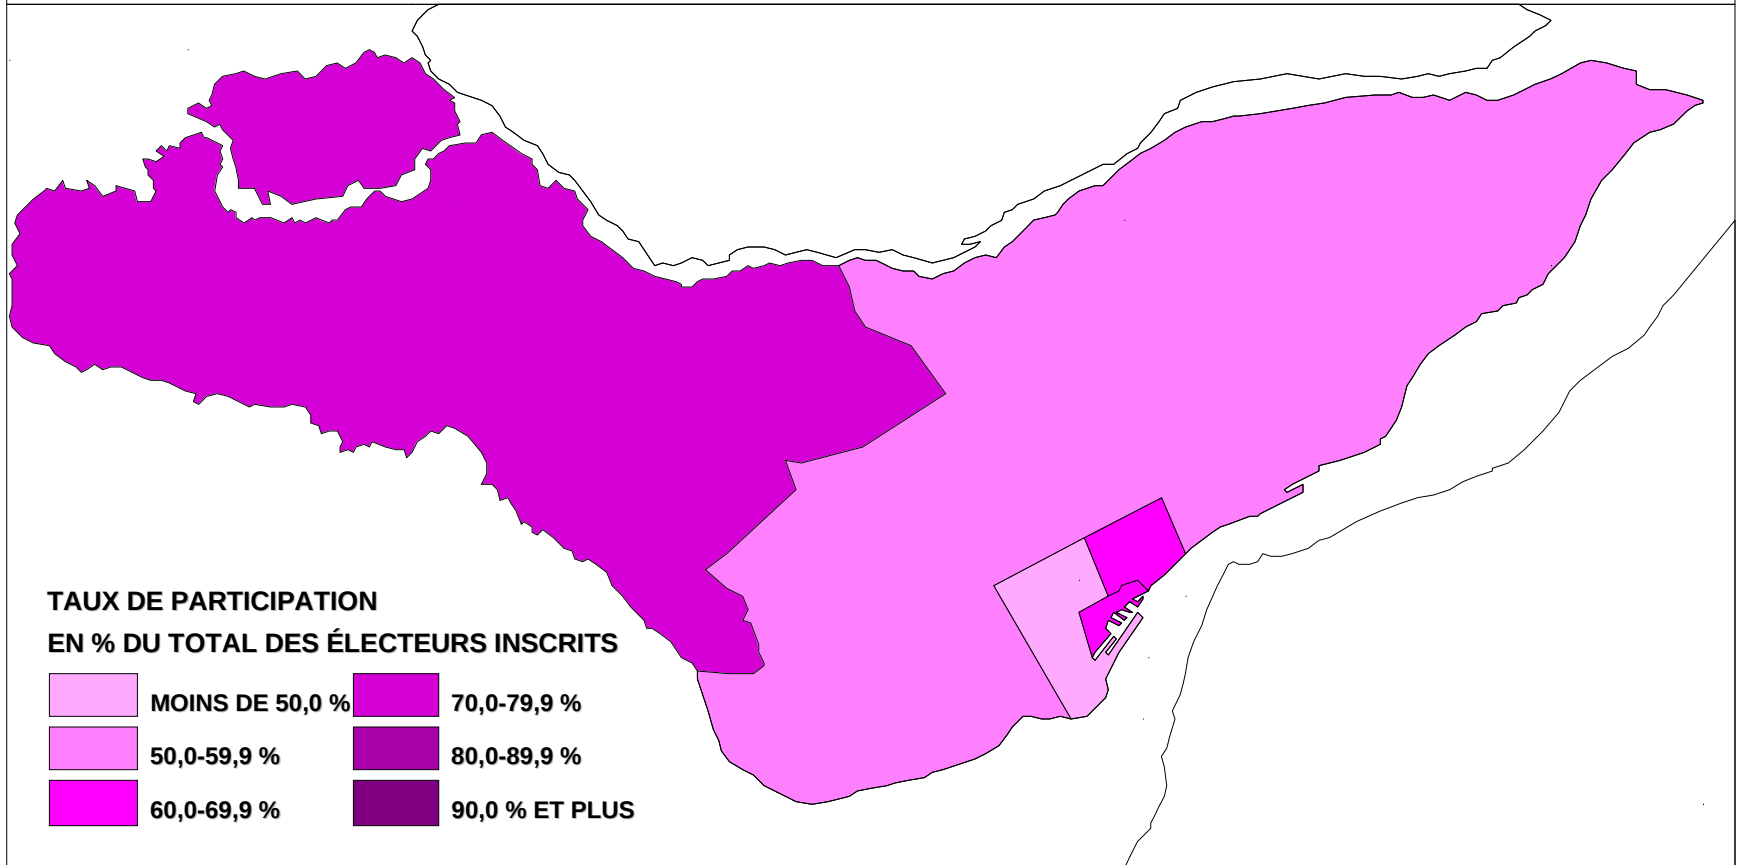 TAUX DE PARTICIPATION
EN % DU TOTAL DES ÉLECTEURS INSCRITS
MOINS DE 50,0 %
50,0-59,9 %
60,0-69,9 %
70,0-79,9 %
80,0-89,9 %
90,0 % ET PLUS